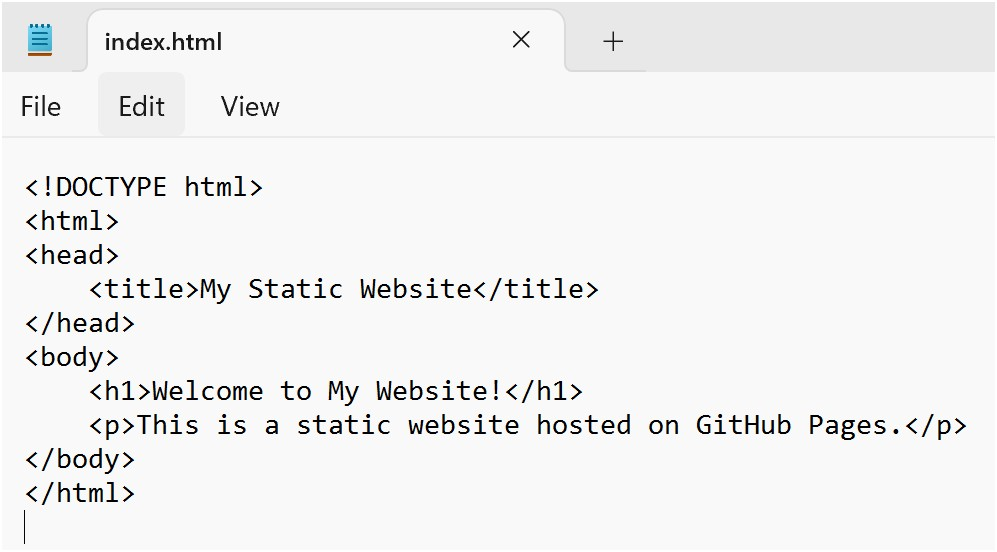 index.html
File Edit View
<!DOCTYPE html>
<html>
<head>
    <title>My Static Website</title>
</head>
<body>
    <h1>Welcome to My Website!</h1>
    <p>This is a static website hosted on GitHub Pages.</p>
</body>
</html>